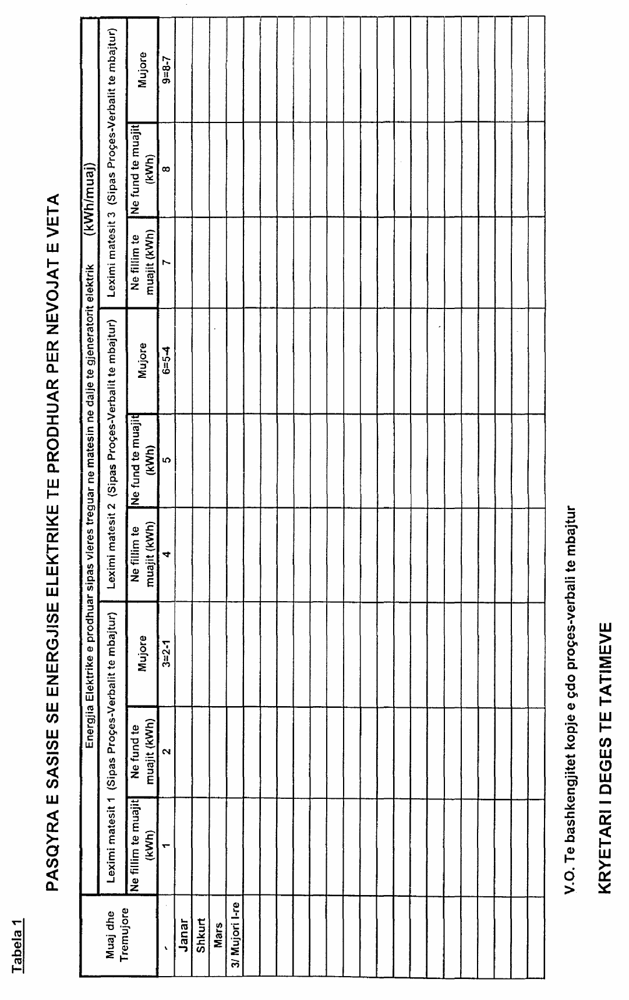 Tabela 1
PASQYRA E SASISE SE ENERGJISE ELEKTRIKE TE PRODHUAR PER NEVOJAT E VETA
Muaj dhe Tremujore
Energjia Elektrike e prodhuar sipas vleres treguar ne matesin ne dalje te gjeneratorit elektrik (kWh/muaj)
Leximi matesit 1 (Sipas Proçes-Verbalit te mbajtur)
Leximi matesit 2 (Sipas Proçes-Verbalit te mbajtur)
Leximi matesit 3 (Sipas Proçes-Verbalit te mbajtur)
Ne fillim te muajit (kWh)
Ne fund te muajit (kWh)
Mujore
Ne fillim te muajit (kWh)
Ne fund te muajit (kWh)
Mujore
Ne fillim te muajit (kWh)
Ne fund te muajit (kWh)
Mujore
1 2 3=2-1 4 5 6=5-4 7 8 9=8-7
Janar
Shkurt
Mars
3/ Mujori I-re
V.O. Te bashkengjitet kopje e çdo proçes-verbali te mbajtur
KRYETARI I DEGES TE TATIMEVE